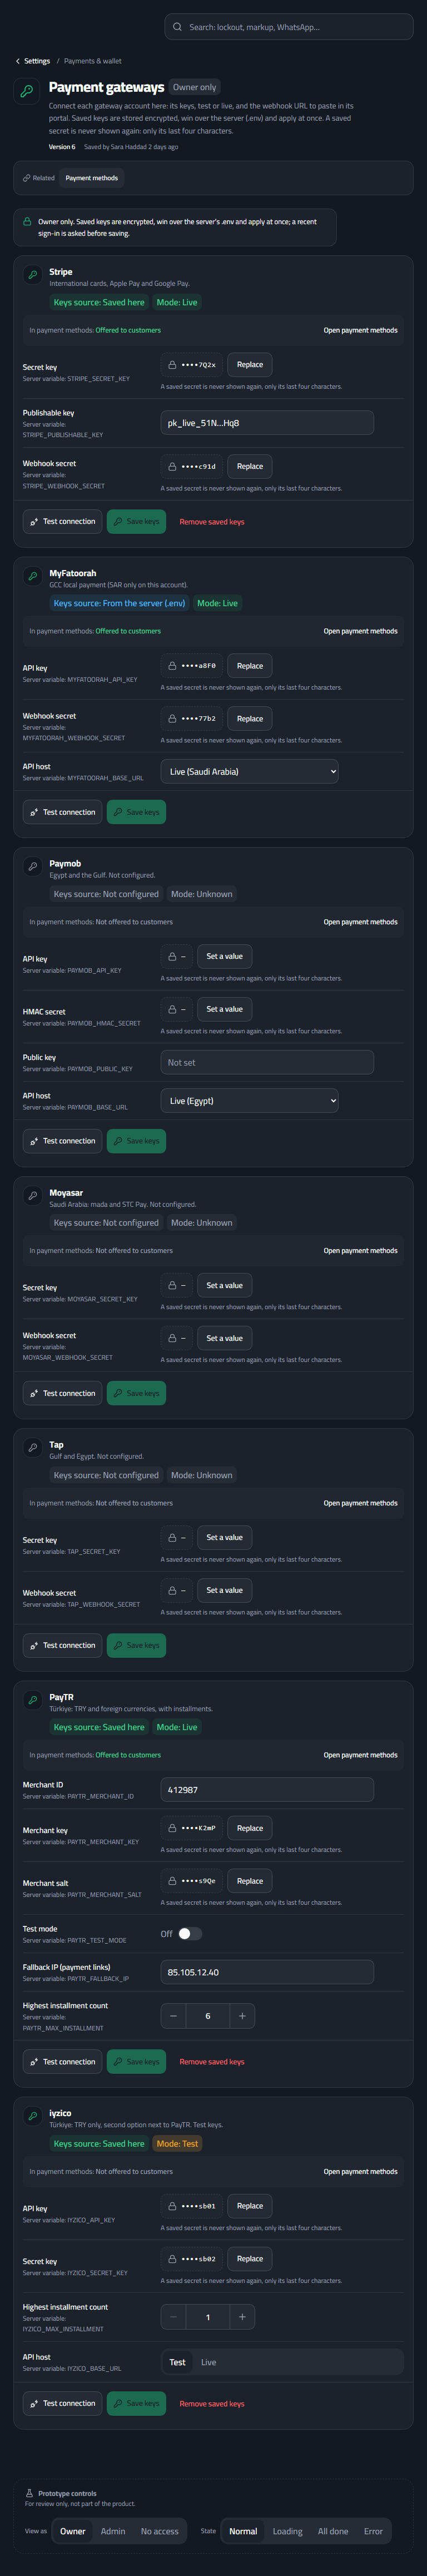 Search: lockout, markup, WhatsApp...
Settings / Payments & wallet
Payment gateways Owner only
Connect each gateway account here: its keys, test or live, and the webhook URL to paste in its
portal. Saved keys are stored encrypted, win over the server (.env) and apply at once. A saved
secret is never shown again: only its last four characters.
Version 6 Saved by Sara Haddad 2 days ago
Related Payment methods
Owner only. Saved keys are encrypted, win over the server's .env and apply at once; a recent
sign-in is asked before saving.
Stripe
International cards, Apple Pay and Google Pay.
Keys source: Saved here Mode: Live
In payment methods: Offered to customers Open payment methods
Secret key
Server variable: STRIPE_SECRET_KEY
••••7Q2x Replace
A saved secret is never shown again, only its last four characters.
Publishable key
Server variable:
STRIPE_PUBLISHABLE_KEY
pk_live_51N...Hq8
Webhook secret
Server variable:
STRIPE_WEBHOOK_SECRET
••••c91d Replace
A saved secret is never shown again, only its last four characters.
Test connection Save keys Remove saved keys
MyFatoorah
GCC local payment (SAR only on this account).
Keys source: From the server (.env) Mode: Live
In payment methods: Offered to customers Open payment methods
API key
Server variable: MYFATOORAH_API_KEY
••••a8F0 Replace
A saved secret is never shown again, only its last four characters.
Webhook secret
Server variable:
MYFATOORAH_WEBHOOK_SECRET
••••77b2 Replace
A saved secret is never shown again, only its last four characters.
API host
Server variable: MYFATOORAH_BASE_URL
Live (Saudi Arabia)
Test connection Save keys
Paymob
Egypt and the Gulf. Not configured.
Keys source: Not configured Mode: Unknown
In payment methods: Not offered to customers Open payment methods
API key
Server variable: PAYMOB_API_KEY
– Set a value
A saved secret is never shown again, only its last four characters.
HMAC secret
Server variable: PAYMOB_HMAC_SECRET
– Set a value
A saved secret is never shown again, only its last four characters.
Public key
Server variable: PAYMOB_PUBLIC_KEY
Not set
API host
Server variable: PAYMOB_BASE_URL
Live (Egypt)
Test connection Save keys
Moyasar
Saudi Arabia: mada and STC Pay. Not configured.
Keys source: Not configured Mode: Unknown
In payment methods: Not offered to customers Open payment methods
Secret key
Server variable: MOYASAR_SECRET_KEY
– Set a value
A saved secret is never shown again, only its last four characters.
Webhook secret
Server variable:
MOYASAR_WEBHOOK_SECRET
– Set a value
A saved secret is never shown again, only its last four characters.
Test connection Save keys
Tap
Gulf and Egypt. Not configured.
Keys source: Not configured Mode: Unknown
In payment methods: Not offered to customers Open payment methods
Secret key
Server variable: TAP_SECRET_KEY
– Set a value
A saved secret is never shown again, only its last four characters.
Webhook secret
Server variable: TAP_WEBHOOK_SECRET
– Set a value
A saved secret is never shown again, only its last four characters.
Test connection Save keys
PayTR
Türkiye: TRY and foreign currencies, with installments.
Keys source: Saved here Mode: Live
In payment methods: Offered to customers Open payment methods
Merchant ID
Server variable: PAYTR_MERCHANT_ID
412987
Merchant key
Server variable: PAYTR_MERCHANT_KEY
••••K2mP Replace
A saved secret is never shown again, only its last four characters.
Merchant salt
Server variable: PAYTR_MERCHANT_SALT
••••s9Qe Replace
A saved secret is never shown again, only its last four characters.
Test mode
Server variable: PAYTR_TEST_MODE
Off
Fallback IP (payment links)
Server variable: PAYTR_FALLBACK_IP
85.105.12.40
Highest installment count
Server variable:
PAYTR_MAX_INSTALLMENT
− 6 +
Test connection Save keys Remove saved keys
iyzico
Türkiye: TRY only, second option next to PayTR. Test keys.
Keys source: Saved here Mode: Test
In payment methods: Not offered to customers Open payment methods
API key
Server variable: IYZICO_API_KEY
••••sb01 Replace
A saved secret is never shown again, only its last four characters.
Secret key
Server variable: IYZICO_SECRET_KEY
••••sb02 Replace
A saved secret is never shown again, only its last four characters.
Highest installment count
Server variable:
IYZICO_MAX_INSTALLMENT
− 1 +
API host
Server variable: IYZICO_BASE_URL
Test Live
Test connection Save keys Remove saved keys
Prototype controls
For review only, not part of the product.
View as Owner Admin No access State Normal Loading All done Error